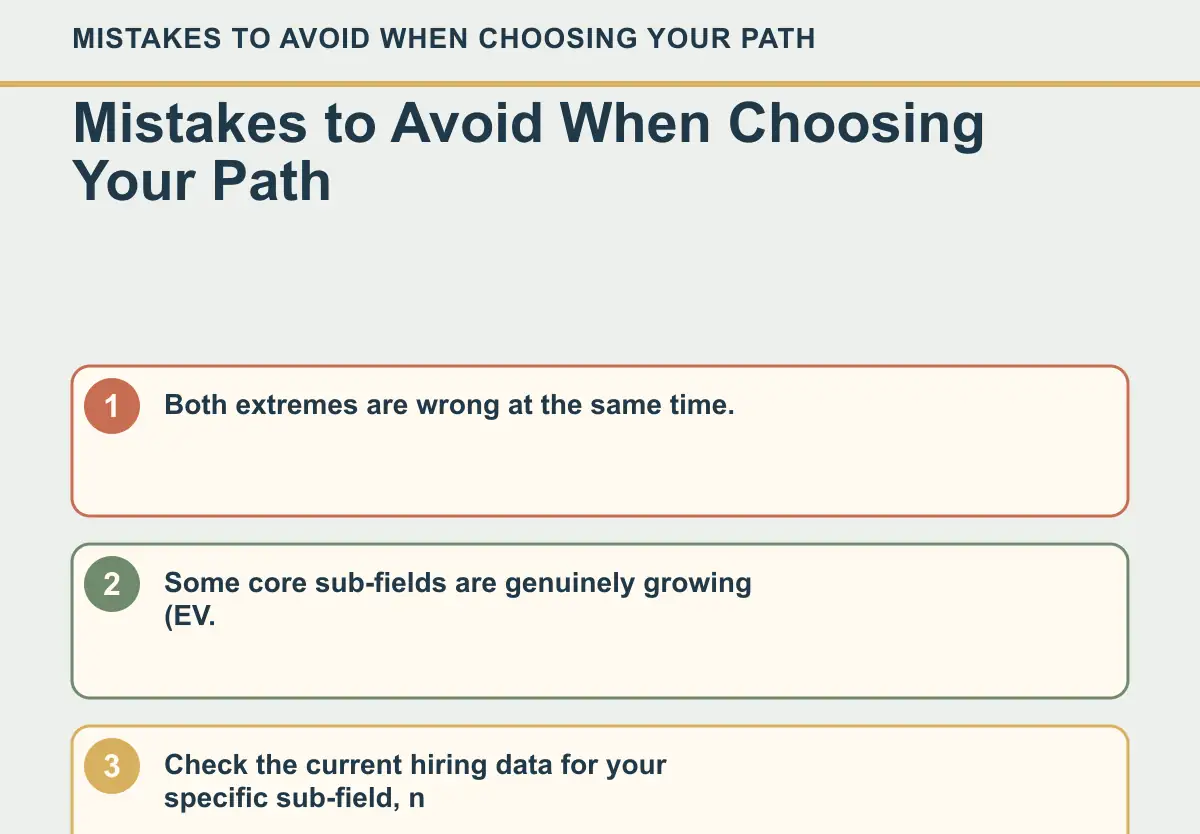 MISTAKES TO AVOID WHEN CHOOSING YOUR PATH
Mistakes to Avoid When Choosing
Your Path
1
Both extremes are wrong at the same time.
2
Some core sub-fields are genuinely growing
(EV.
3
Check the current hiring data for your
specific sub-field, n